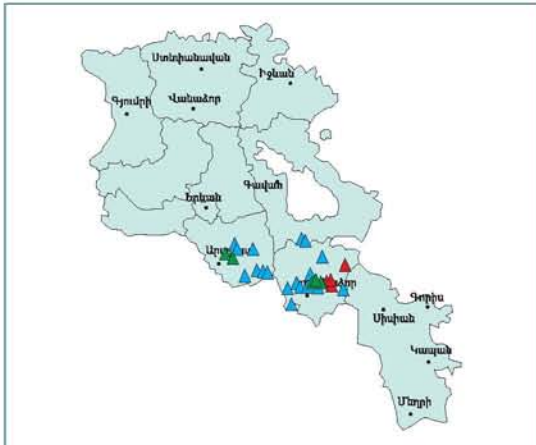 Ստեփանավան
Իջևան
Գյումրի
Վանաձոր
Գավառ
Երևան
Գորիս
Սիսիան
Կապան
Մեղրի